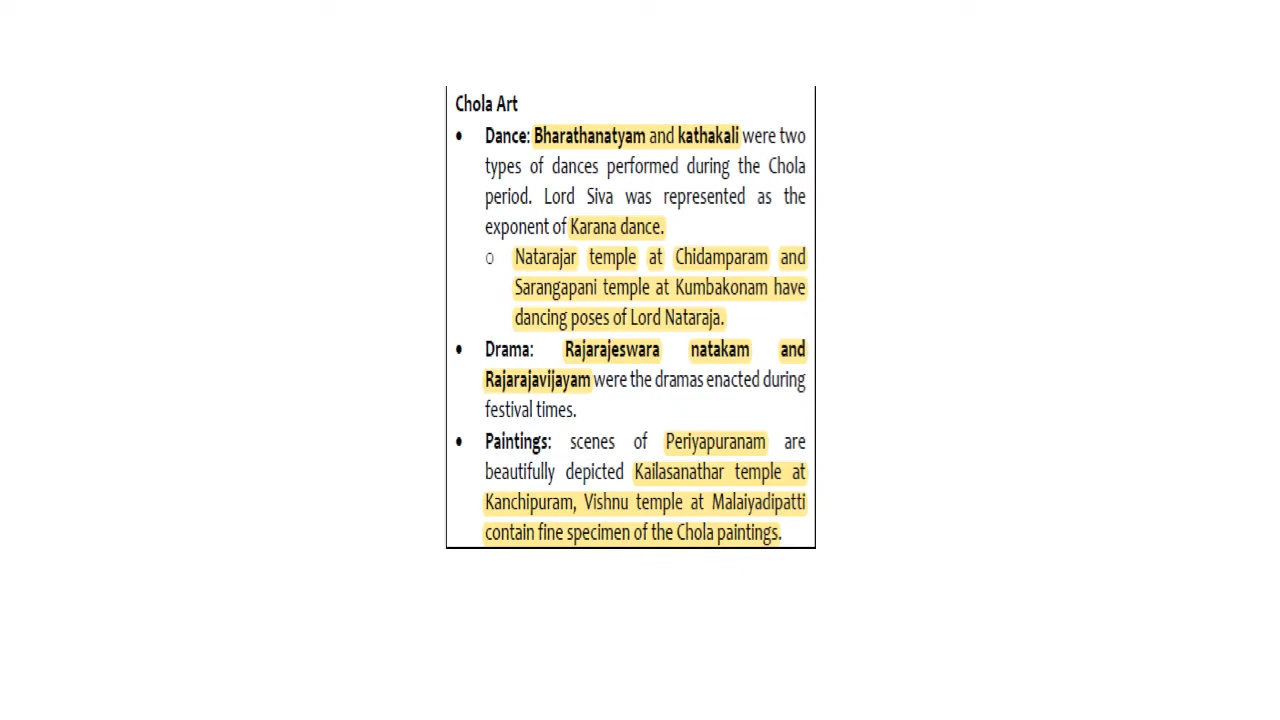 Chola Art
• Dance: Bharathanatyam and kathakali were two
types of dances performed during the Chola
period. Lord Siva was represented as the
exponent of Karana dance.
o Natarajar temple at Chidamparam and
Sarangapani temple at Kumbakonam have
dancing poses of Lord Nataraja.
• Drama: Rajarajeswara natakam and
Rajarajavijayam were the dramas enacted during
festival times.
• Paintings: scenes of Periyapuranam are
beautifully depicted Kailasanathar temple at
Kanchipuram, Vishnu temple at Malaiyadipatti
contain fine specimen of the Chola paintings.